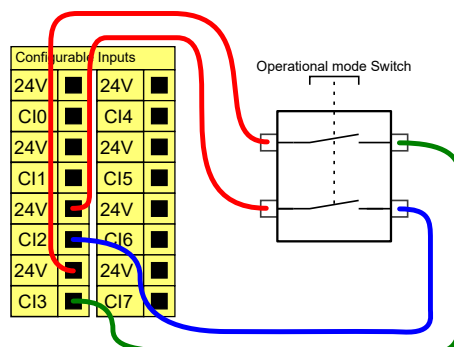 Configurable Inputs
Operational mode Switch
24V 24V
CI0 CI4
24V 24V
CI1 CI5
24V 24V
CI2 CI6
24V 24V
CI3 CI7